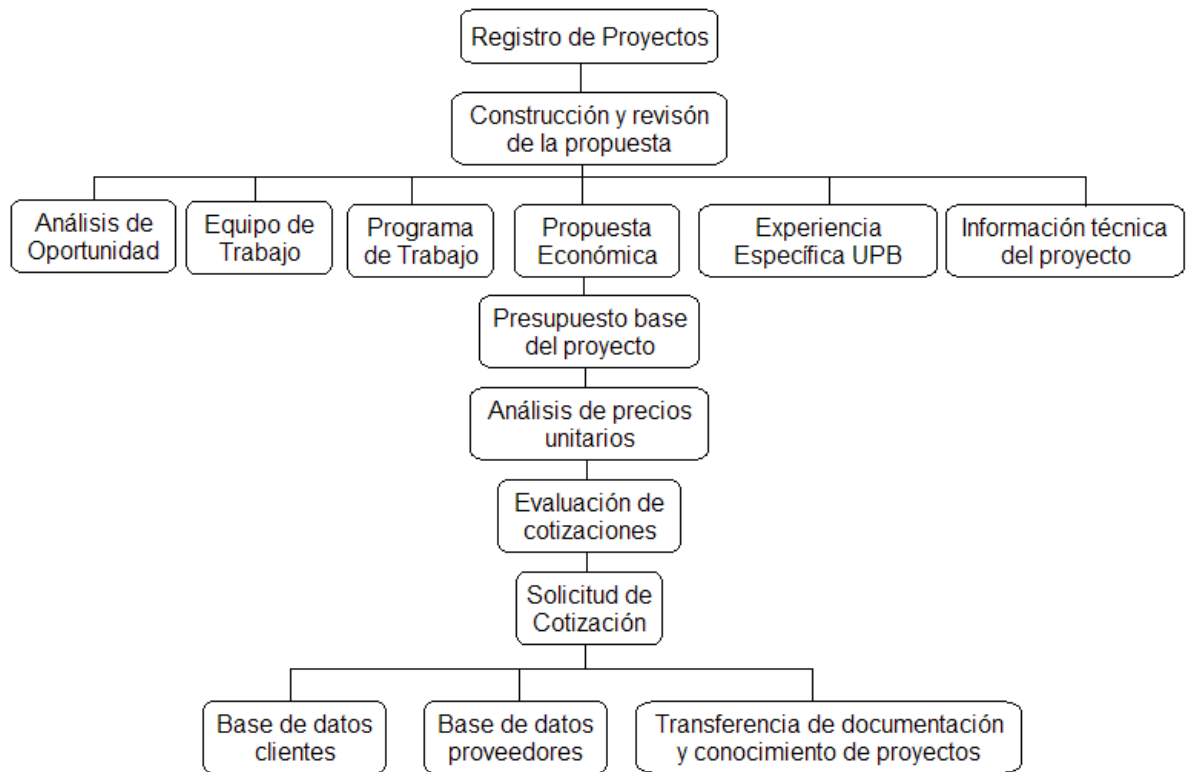 Registro de Proyectos
Construcción y revisón
de la propuesta
Análisis de
Oportunidad
Equipo de
Trabajo
Programa
de Trabajo
Propuesta
Económica
Experiencia
Específica UPB
Información técnica
del proyecto
Presupuesto base
del proyecto
Análisis de precios
unitarios
Evaluación de
cotizaciones
Solicitud de
Cotización
Base de datos
clientes
Base de datos
proveedores
Transferencia de documentación
y conocimiento de proyectos